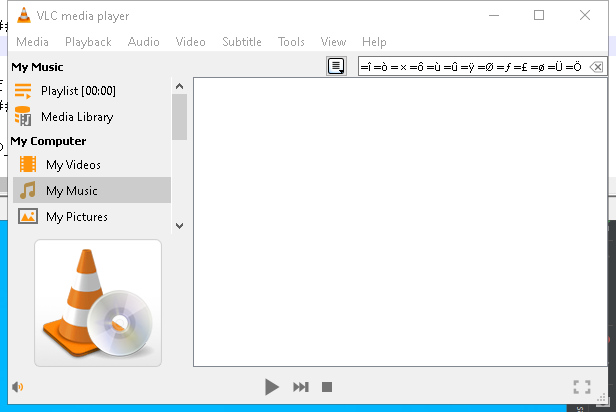 VLC media player
Media Playback Audio Video Subtitle Tools View Help
My Music
=î =ò = × =ô =ù =û =ÿ =Ø =ƒ =£ =ø =Ü =Ö
Playlist [00:00]
Media Library
My Computer
My Videos
My Music
My Pictures